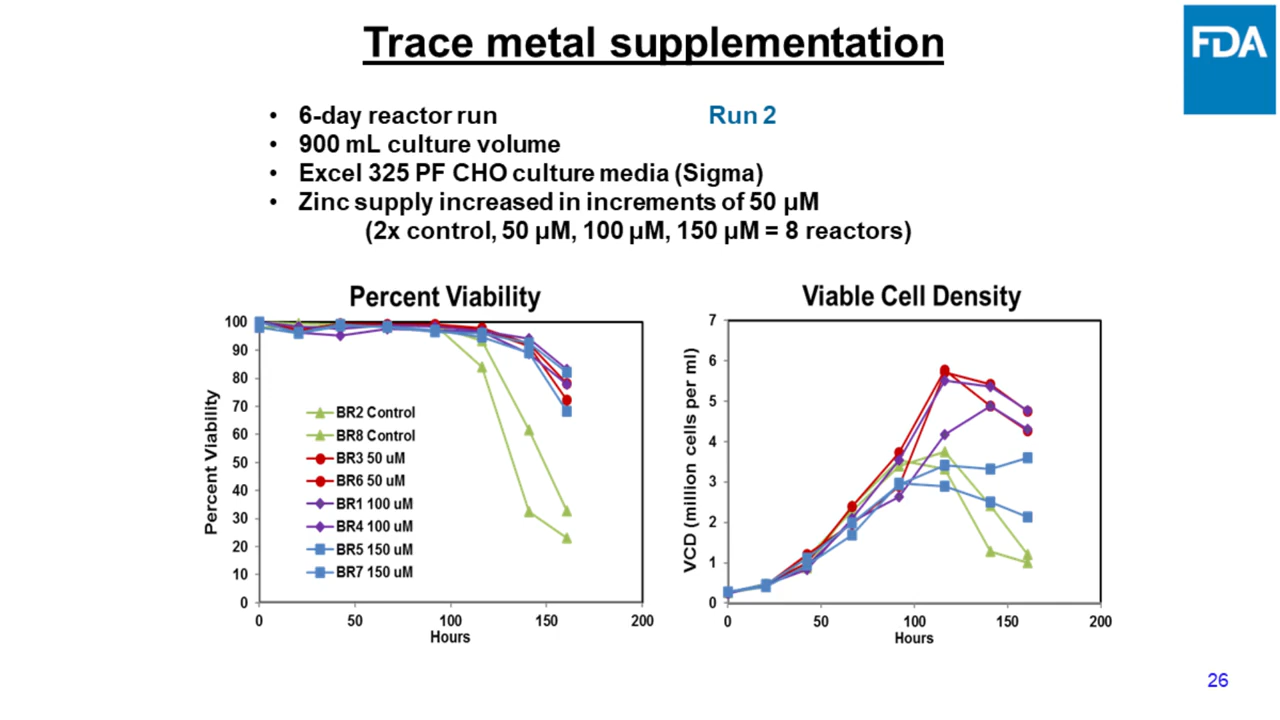 Trace metal supplementation
FDA
• 6-day reactor run
Run 2
• 900 mL culture volume
• Excel 325 PF CHO culture media (Sigma)
• Zinc supply increased in increments of 50 µM
(2x control, 50 µM, 100 µM, 150 µM = 8 reactors)
Percent Viability
Percent Viability
100
90
80
70
60
50
40
30
20
10
0
BR2 Control
BR8 Control
BR3 50 uM
BR6 50 uM
BR1 100 uM
BR4 100 uM
BR5 150 uM
BR7 150 uM
0 50 100 150 200
Hours
Viable Cell Density
VCD (million cells per ml)
7
6
5
4
3
2
1
0
0 50 100 150 200
Hours
26